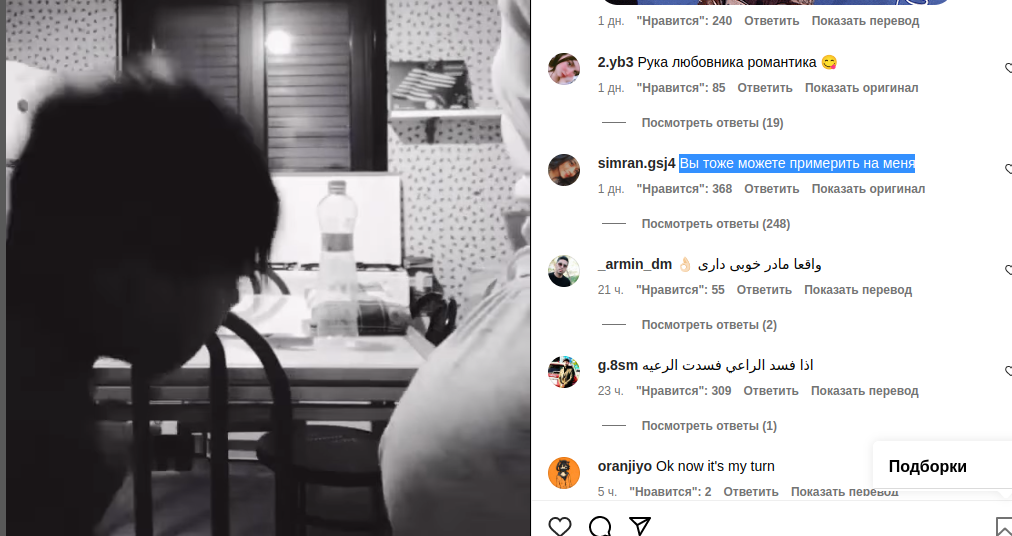 1 дн. "Нравится": 240 Ответить Показать перевод
2.yb3 Рука любовника романтика 😋
1 дн. "Нравится": 85 Ответить Показать оригинал
Посмотреть ответы (19)
simran.gsj4 Вы тоже можете примерить на меня
1 дн. "Нравится": 368 Ответить Показать оригинал
Посмотреть ответы (248)
_armin_dm واقعا مادر خوبی داری 👌🏻
21 ч. "Нравится": 55 Ответить Показать перевод
Посмотреть ответы (2)
g.8sm اذا فسد الراعي فسدت الرعيه
23 ч. "Нравится": 309 Ответить Показать перевод
Посмотреть ответы (1)
oranjiyo Ok now it's my turn
Подборки
5 ч. "Нравится": 2 Ответить Показать перевод